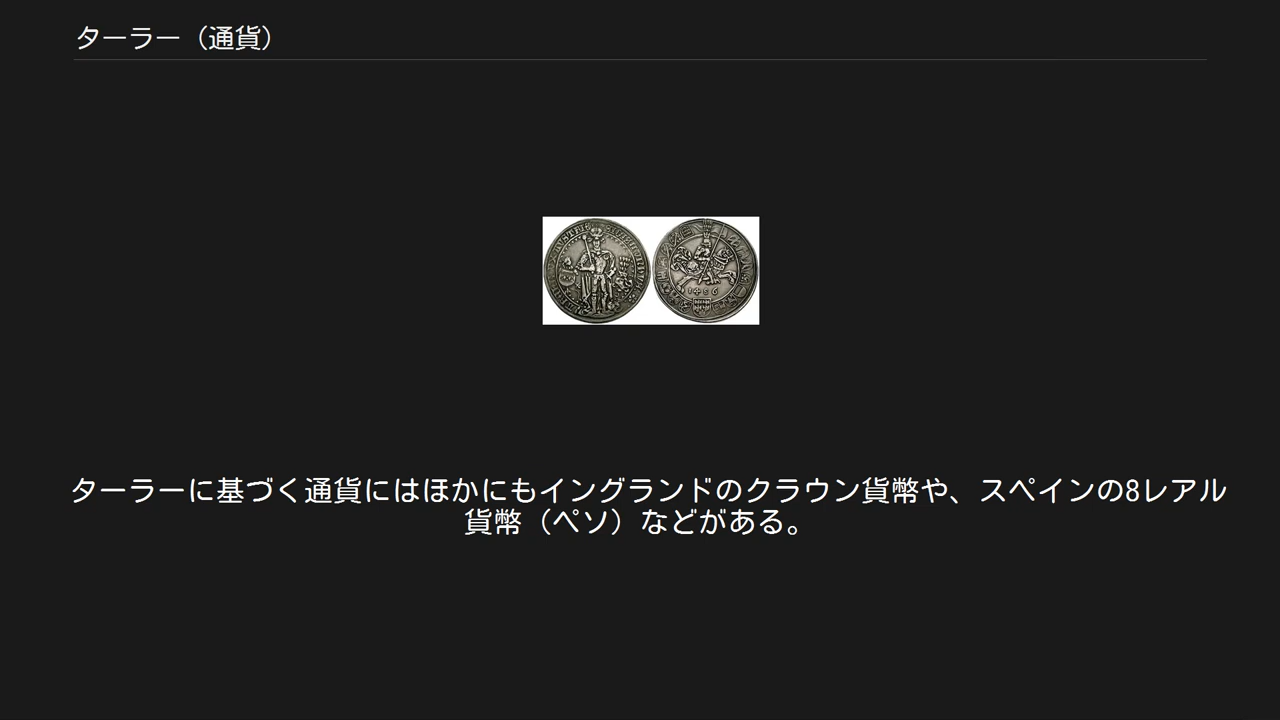 ターラー（通貨）
1486
ターラーに基づく通貨にはほかにもイングランドのクラウン貨幣や、スペインの8レアル
貨幣（ペソ）などがある。